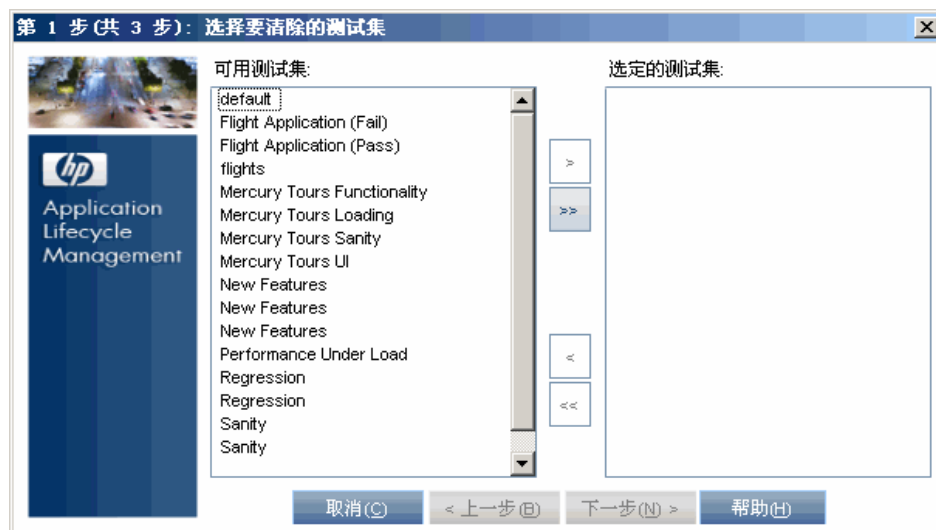 第 1 步(共 3 步): 选择要清除的测试集
可用测试集:
选定的测试集:
default
Flight Application (Fail)
Flight Application (Pass)
flights
Mercury Tours Functionality
Mercury Tours Loading
Mercury Tours Sanity
Mercury Tours UI
New Features
New Features
New Features
Performance Under Load
Regression
Regression
Sanity
Sanity
>
>>
<
<<
hp
Application
Lifecycle
Management
取消(C)
< 上一步(B)
下一步(N) >
帮助(H)